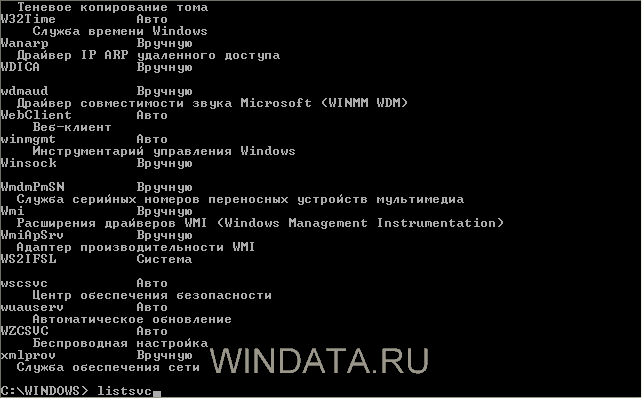 Теневое копирование тома
W32Time Авто
Служба времени Windows
Wanarp Вручную
Драйвер IP ARP удаленного доступа
WDICA Вручную
wdmaud Вручную
Драйвер совместимости звука Microsoft (WINMM WDM)
WebClient Авто
Веб-клиент
winmgmt Авто
Инструментарий управления Windows
Winsock Вручную
WmdmPmSN Вручную
Служба серийных номеров переносных устройств мультимедиа
Wmi Вручную
Расширения драйверов WMI (Windows Management Instrumentation)
WmiApSrv Вручную
Адаптер производительности WMI
WS2IFSL Система
wscsvc Авто
Центр обеспечения безопасности
wuauserv Авто
Автоматическое обновление
WZCSVC Авто
Беспроводная настройка
xmlprov Вручную
Служба обеспечения сети
WINDATA.RU
C:\WINDOWS> listsvc